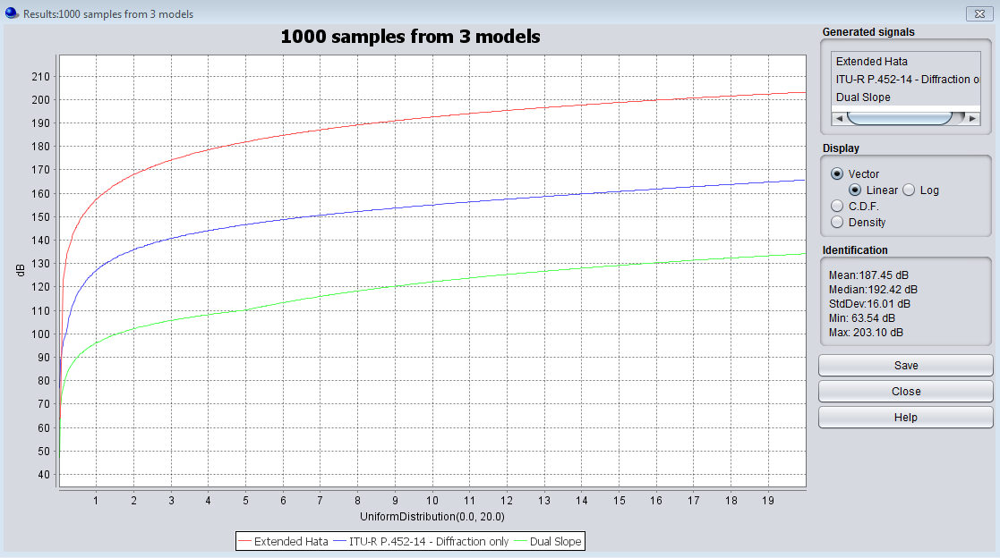 Results:1000 samples from 3 models
1000 samples from 3 models
210
200
190
180
170
160
150
140
130
120
110
100
90
80
70
60
50
40
dB
1 2 3 4 5 6 7 8 9 10 11 12 13 14 15 16 17 18 19
UniformDistribution(0.0, 20.0)
Extended Hata ITU-R P.452-14 - Diffraction only Dual Slope
Generated signals
Extended Hata
ITU-R P.452-14 - Diffraction o
Dual Slope
Display
Vector
Linear Log
C.D.F.
Density
Identification
Mean:187.45 dB
Median:192.42 dB
StdDev:16.01 dB
Min: 63.54 dB
Max: 203.10 dB
Save
Close
Help